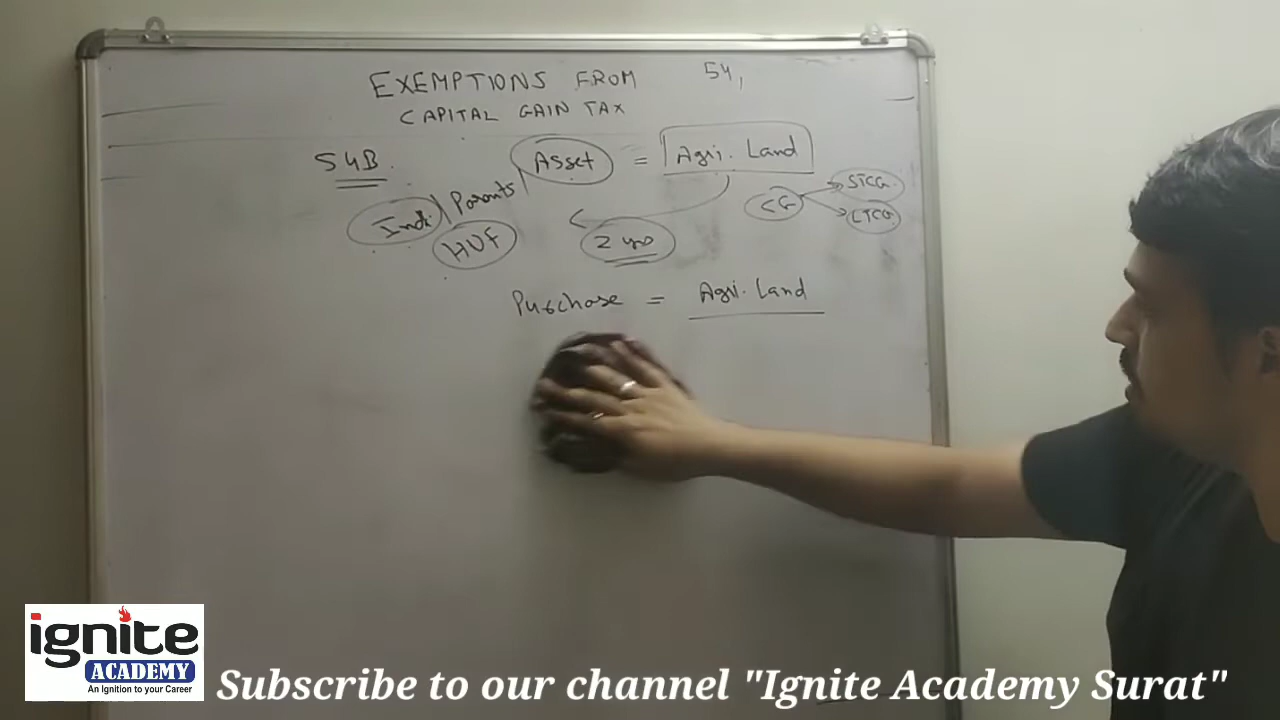 EXEMPTIONS FROM 54,
CAPITAL GAIN TAX
54B. Asset = Agri. Land
Indi | Parents |
HUF
2 yrs
CG
STCG
LTCG
Purchase = Agri. Land
ignite
ACADEMY
An Ignition to your Career
Subscribe to our channel "Ignite Academy Surat"